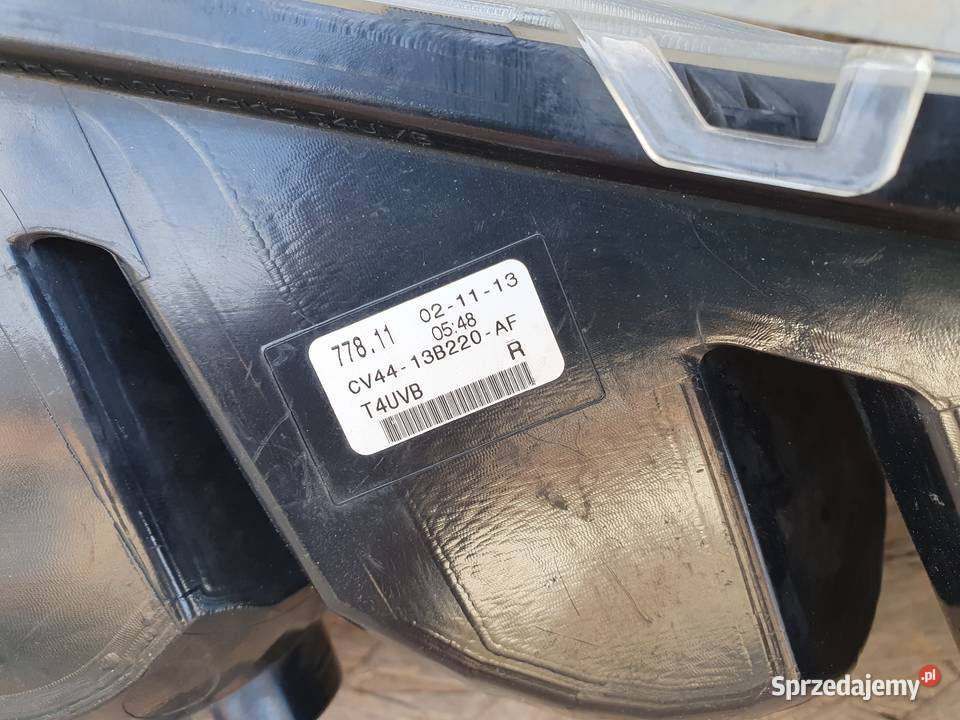 778.11 02-11-13
05:48
CV44-13B220-AF
T4UVB R
Sprzedajemy.pl